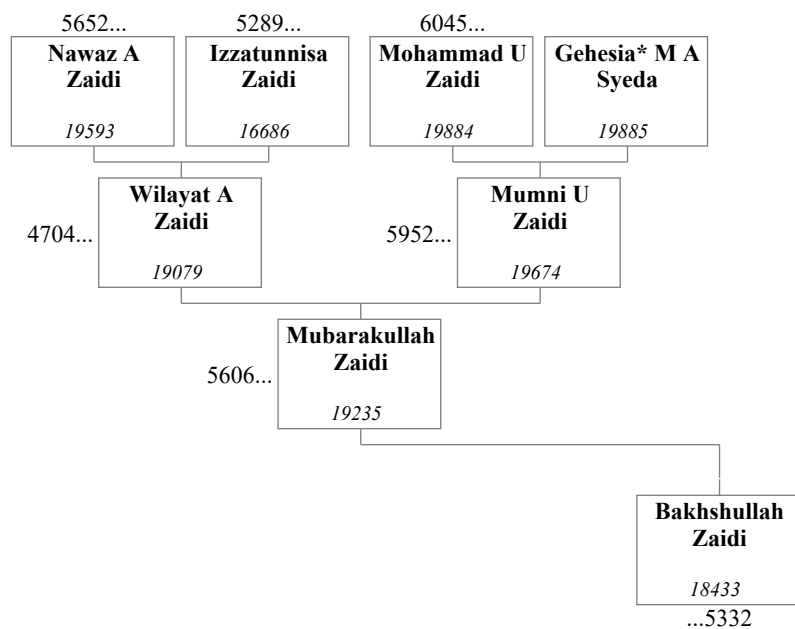 5652... 5289... 6045...
Nawaz A Izzatunnisa Mohammad U Gehesia* M A
Zaidi Zaidi Zaidi Syeda
19593 16686 19884 19885
Wilayat A Mumni U
Zaidi Zaidi
4704... 5952...
19079 19674
Mubarakullah
Zaidi
5606...
19235
Bakhshullah
Zaidi
18433
...5332